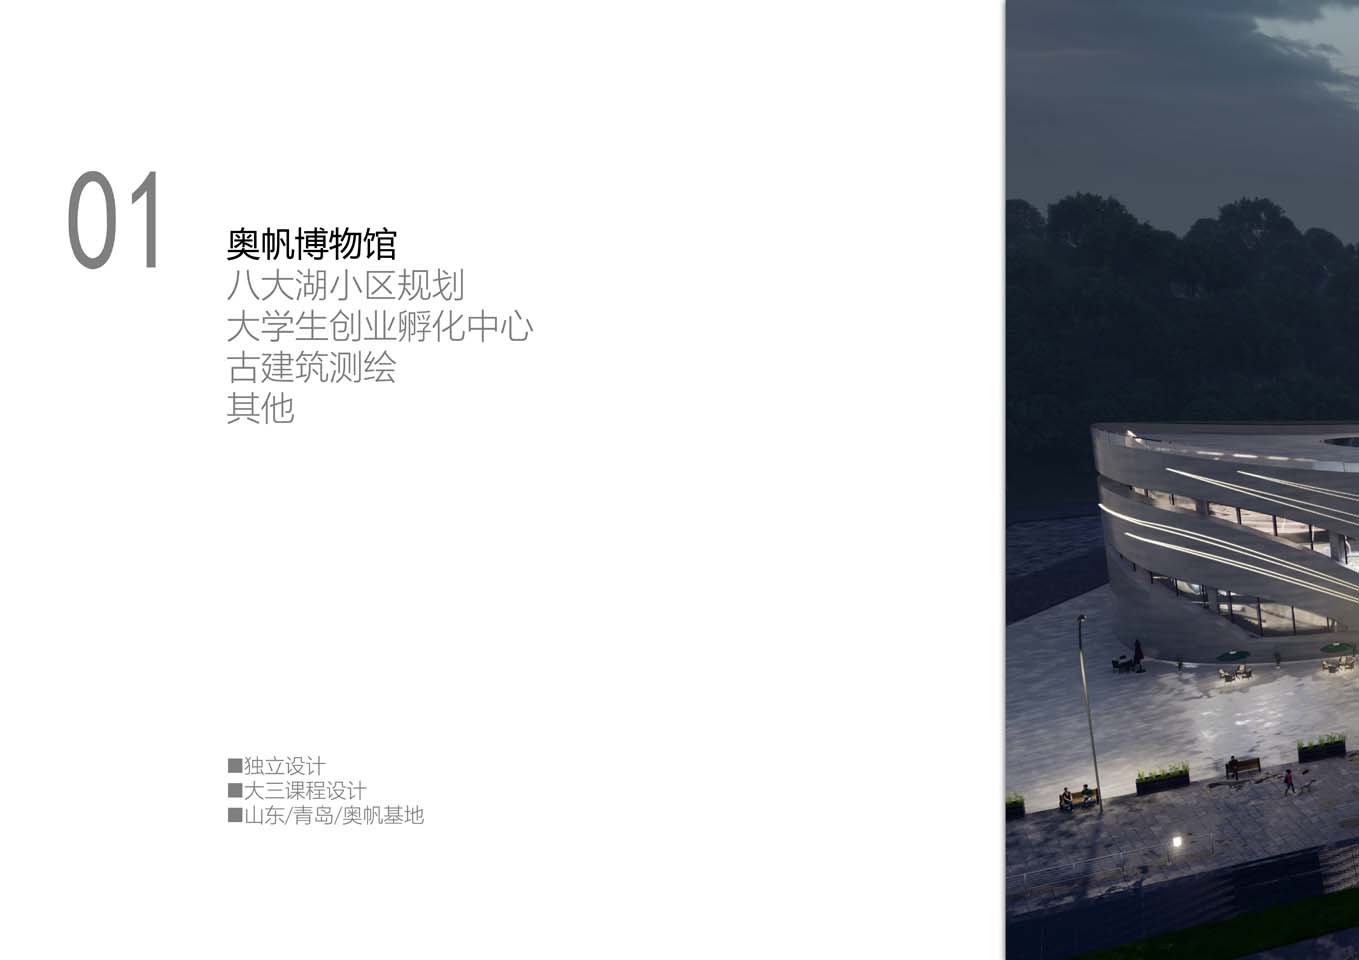 01
奥帆博物馆
八大湖小区规划
大学生创业孵化中心
古建筑测绘
其他
■独立设计
■大三课程设计
■山东/青岛/奥帆基地